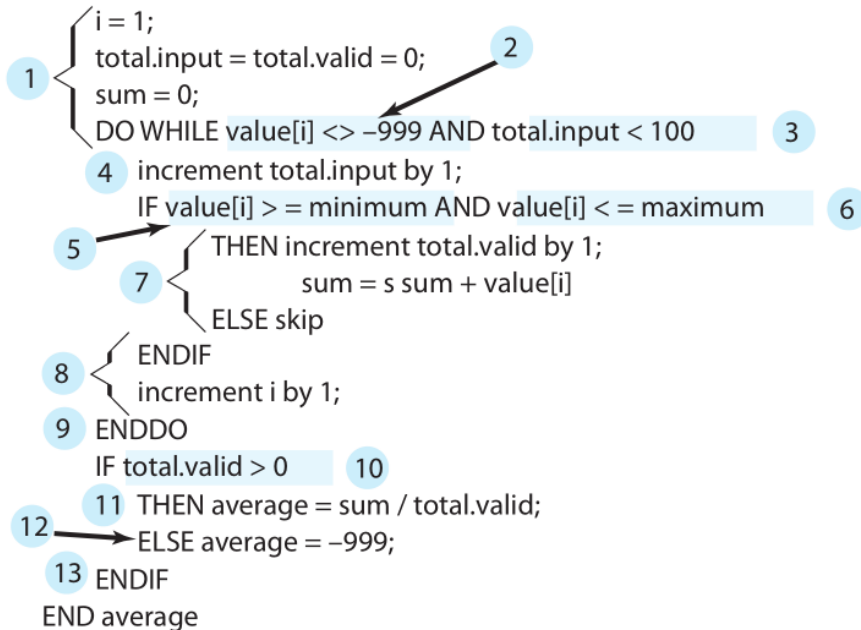 i = 1;
total.input = total.valid = 0;
2
1
sum = 0;
DO WHILE value[i] <> –999 AND total.input < 100 3
4 increment total.input by 1;
IF value[i] > = minimum AND value[i] < = maximum 6
5
THEN increment total.valid by 1;
7
sum = s sum + value[i]
ELSE skip
ENDIF
8
increment i by 1;
9 ENDDO
IF total.valid > 0 10
11 THEN average = sum / total.valid;
12
ELSE average = –999;
13 ENDIF
END average